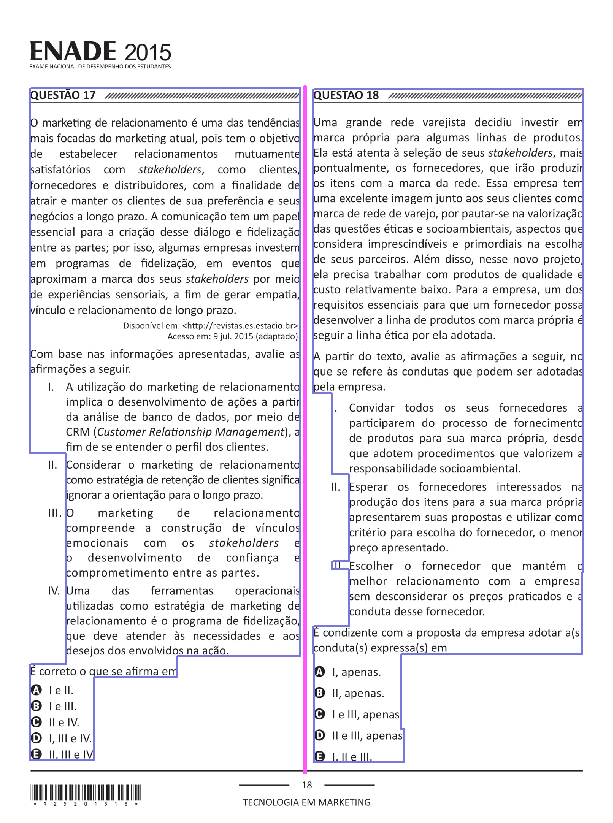 ENADE 2015
EXAME NACIONAL DE DESEMPENHO DOS ESTUDANTES
QUESTÃO 17
O marketing de relacionamento é uma das tendências
mais focadas do marketing atual, pois tem o objetivo
de estabelecer relacionamentos mutuamente
satisfatórios com stakeholders, como clientes,
fornecedores e distribuidores, com a finalidade de
atrair e manter os clientes de sua preferência e seus
negócios a longo prazo. A comunicação tem um papel
essencial para a criação desse diálogo e fidelização
entre as partes; por isso, algumas empresas investem
em programas de fidelização, em eventos que
aproximam a marca dos seus stakeholders por meio
de experiências sensoriais, a fim de gerar empatia,
vínculo e relacionamento de longo prazo.
Disponível em: <http://revistas.es.estacio.br>
Acesso em: 9 jul. 2015 (adaptado)
Com base nas informações apresentadas, avalie as
afirmações a seguir.
I. A utilização do marketing de relacionamento
implica o desenvolvimento de ações a partir
da análise de banco de dados, por meio de
CRM (Customer Relationship Management), a
fim de se entender o perfil dos clientes.
II. Considerar o marketing de relacionamento
como estratégia de retenção de clientes significa
ignorar a orientação para o longo prazo.
III. O marketing de relacionamento
compreende a construção de vínculos
emocionais com os stakeholders e
o desenvolvimento de confiança e
comprometimento entre as partes.
IV. Uma das ferramentas operacionais
utilizadas como estratégia de marketing de
relacionamento é o programa de fidelização,
que deve atender às necessidades e aos
desejos dos envolvidos na ação.
É correto o que se afirma em
A I e II.
B I e III.
C II e IV.
D I, III e IV.
E II, III e IV
QUESTÃO 18
Uma grande rede varejista decidiu investir em
marca própria para algumas linhas de produtos.
Ela está atenta à seleção de seus stakeholders, mais
pontualmente, os fornecedores, que irão produzir
os itens com a marca da rede. Essa empresa tem
uma excelente imagem junto aos seus clientes como
marca de rede de varejo, por pautar-se na valorização
das questões éticas e socioambientais, aspectos que
considera imprescindíveis e primordiais na escolha
de seus parceiros. Além disso, nesse novo projeto,
ela precisa trabalhar com produtos de qualidade e
custo relativamente baixo. Para a empresa, um dos
requisitos essenciais para que um fornecedor possa
desenvolver a linha de produtos com marca própria é
seguir a linha ética por ela adotada.
A partir do texto, avalie as afirmações a seguir, no
que se refere às condutas que podem ser adotadas
pela empresa.
I. Convidar todos os seus fornecedores a
participarem do processo de fornecimento
de produtos para sua marca própria, desde
que adotem procedimentos que valorizem a
responsabilidade socioambiental.
II. Esperar os fornecedores interessados na
produção dos itens para a sua marca própria
apresentarem suas propostas e utilizar como
critério para escolha do fornecedor, o menor
preço apresentado.
III. Escolher o fornecedor que mantém o
melhor relacionamento com a empresa,
sem desconsiderar os preços praticados e a
conduta desse fornecedor.
É condizente com a proposta da empresa adotar a(s)
conduta(s) expressa(s) em
A I, apenas.
B II, apenas.
C I e III, apenas
D II e III, apenas
E I, II e III.
*R2520151 8*
18
TECNOLOGIA EM MARKETING